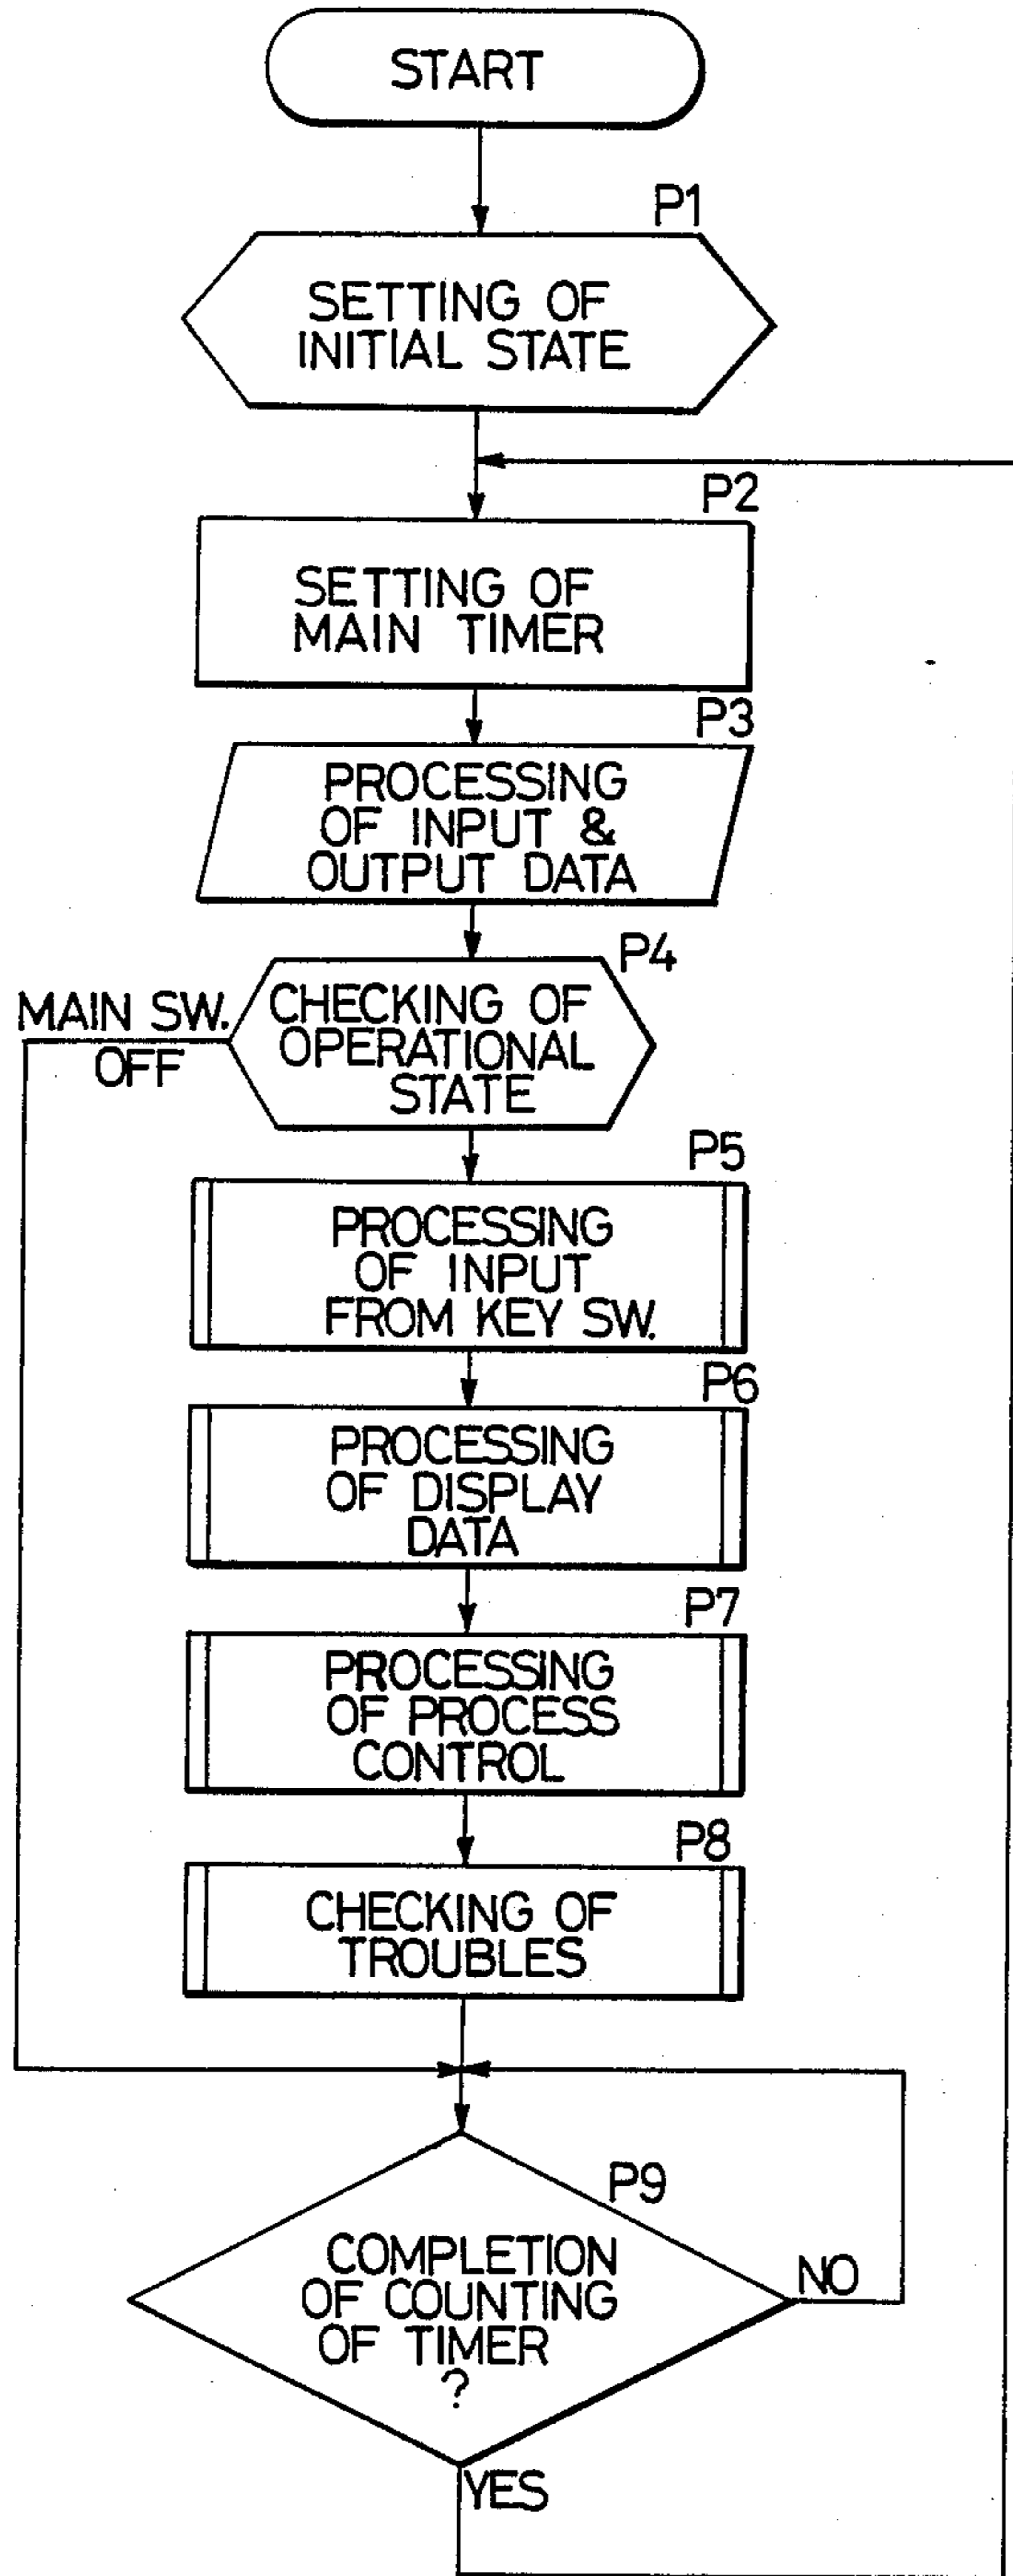 START
P1
SETTING OF
INITIAL STATE
P2
SETTING OF
MAIN TIMER
P3
PROCESSING
OF INPUT &
OUTPUT DATA
P4
MAIN SW.
OFF
CHECKING OF
OPERATIONAL
STATE
P5
PROCESSING
OF INPUT
FROM KEY SW.
P6
PROCESSING
OF DISPLAY
DATA
P7
PROCESSING
OF PROCESS
CONTROL
P8
CHECKING OF
TROUBLES
P9
COMPLETION
OF COUNTING
OF TIMER
?
NO
YES